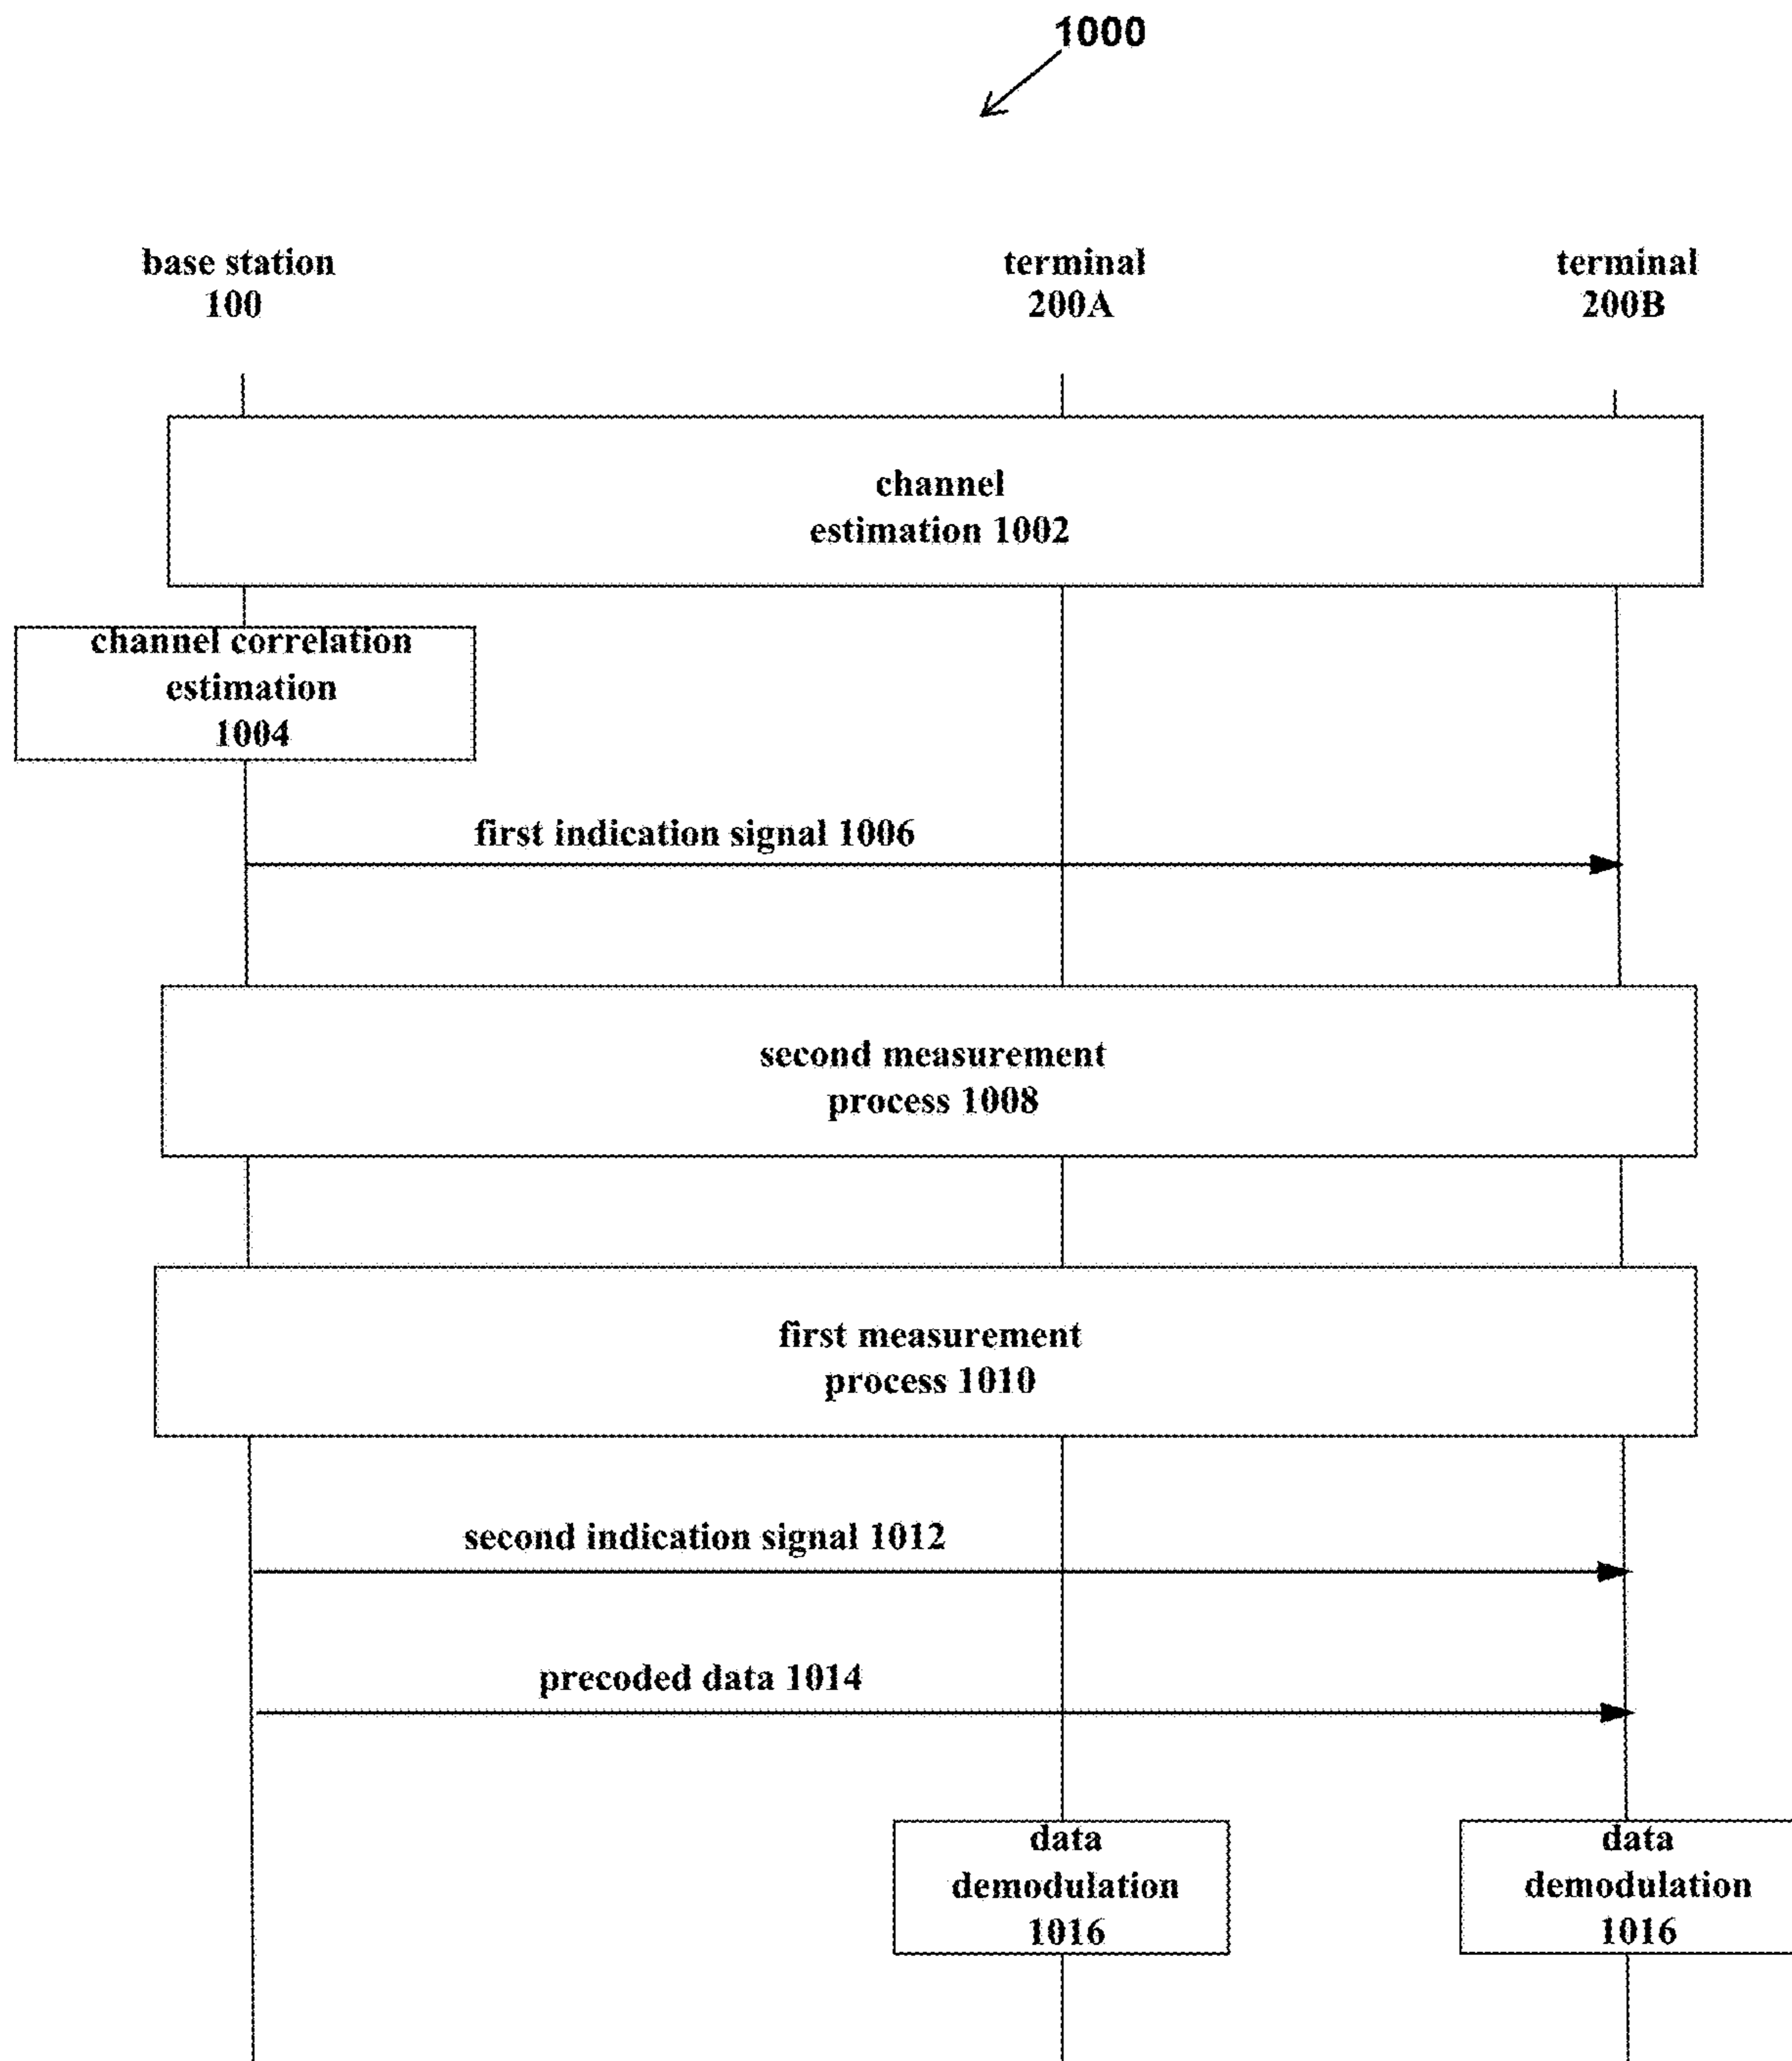 1000
base station
100
terminal
200A
terminal
200B
channel
estimation 1002
channel correlation
estimation
1004
first indication signal 1006
second measurement
process 1008
first measurement
process 1010
second indication signal 1012
precoded data 1014
data
demodulation
1016
data
demodulation
1016